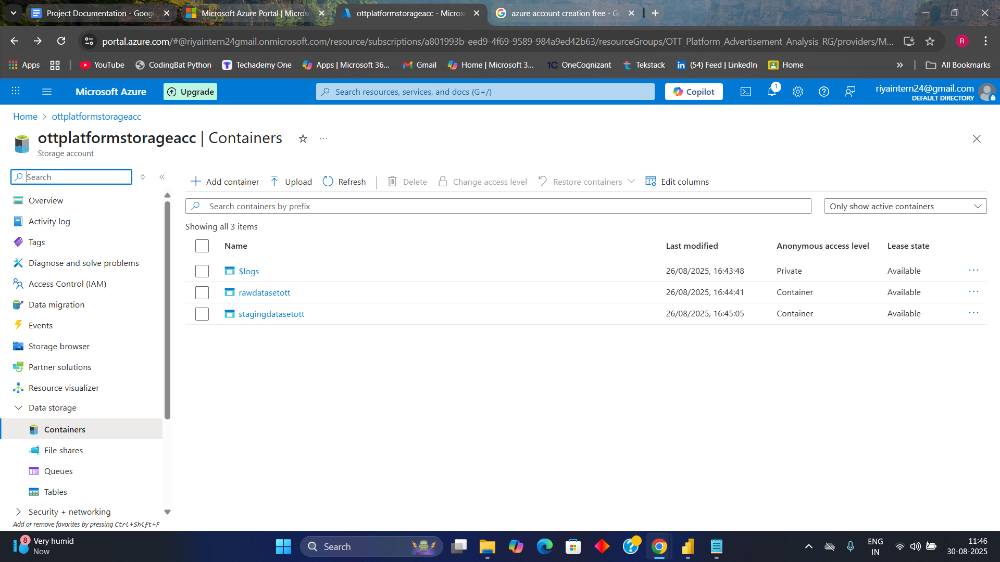 Project Documentation - Googl
Microsoft Azure Portal | Micros
ottplatformstorageacc - Micros
azure account creation free - G
portal.azure.com/#@riyaintern24gmail.onmicrosoft.com/resource/subscriptions/a801993b-eed9-4f69-9589-984a9ed42b63/resourceGroups/OTT_Platform_Advertisement_Analysis_RG/providers/M...
R
Apps
YouTube
CodingBat Python
Techademy One
Apps | Microsoft 36...
Gmail
Home | Microsoft 3...
1C OneCognizant
Tekstack
(54) Feed | LinkedIn
Home
All Bookmarks
Microsoft Azure
Upgrade
Search resources, services, and docs (G+/)
Copilot
1
riyaintern24@gmail.com
DEFAULT DIRECTORY
Home > ottplatformstorageacc
ottplatformstorageacc | Containers
Storage account
Search
Add container
Upload
Refresh
Delete
Change access level
Restore containers
Edit columns
Search containers by prefix
Only show active containers
Showing all 3 items
Name Last modified Anonymous access level Lease state
$logs 26/08/2025, 16:43:48 Private Available
rawdatasetott 26/08/2025, 16:44:41 Container Available
stagingdatasetott 26/08/2025, 16:45:05 Container Available
Overview
Activity log
Tags
Diagnose and solve problems
Access Control (IAM)
Data migration
Events
Storage browser
Partner solutions
Resource visualizer
Data storage
Containers
File shares
Queues
Tables
Security + networking
Add or remove favorites by pressing Ctrl+Shift+F
8
Very humid
Now
Search
ENG
IN
11:46
30-08-2025